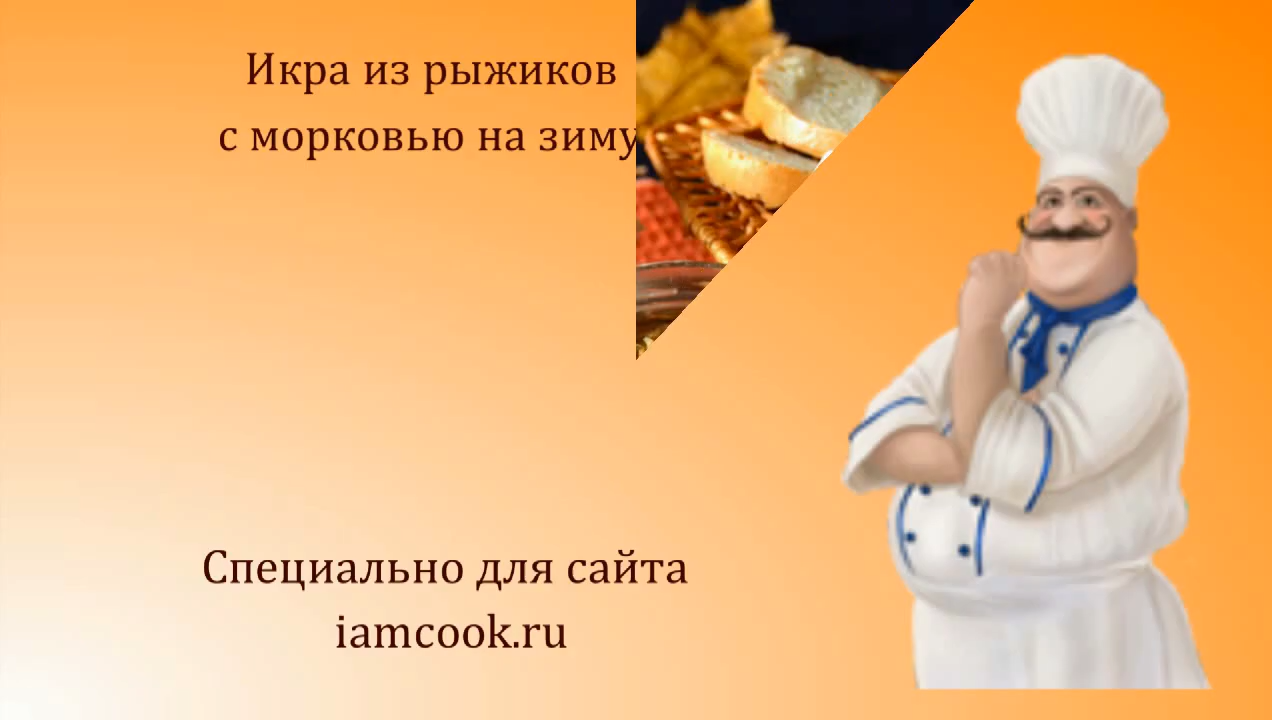 Икра из рыжиков
с морковью на зиму
Специально для сайта
iamcook.ru